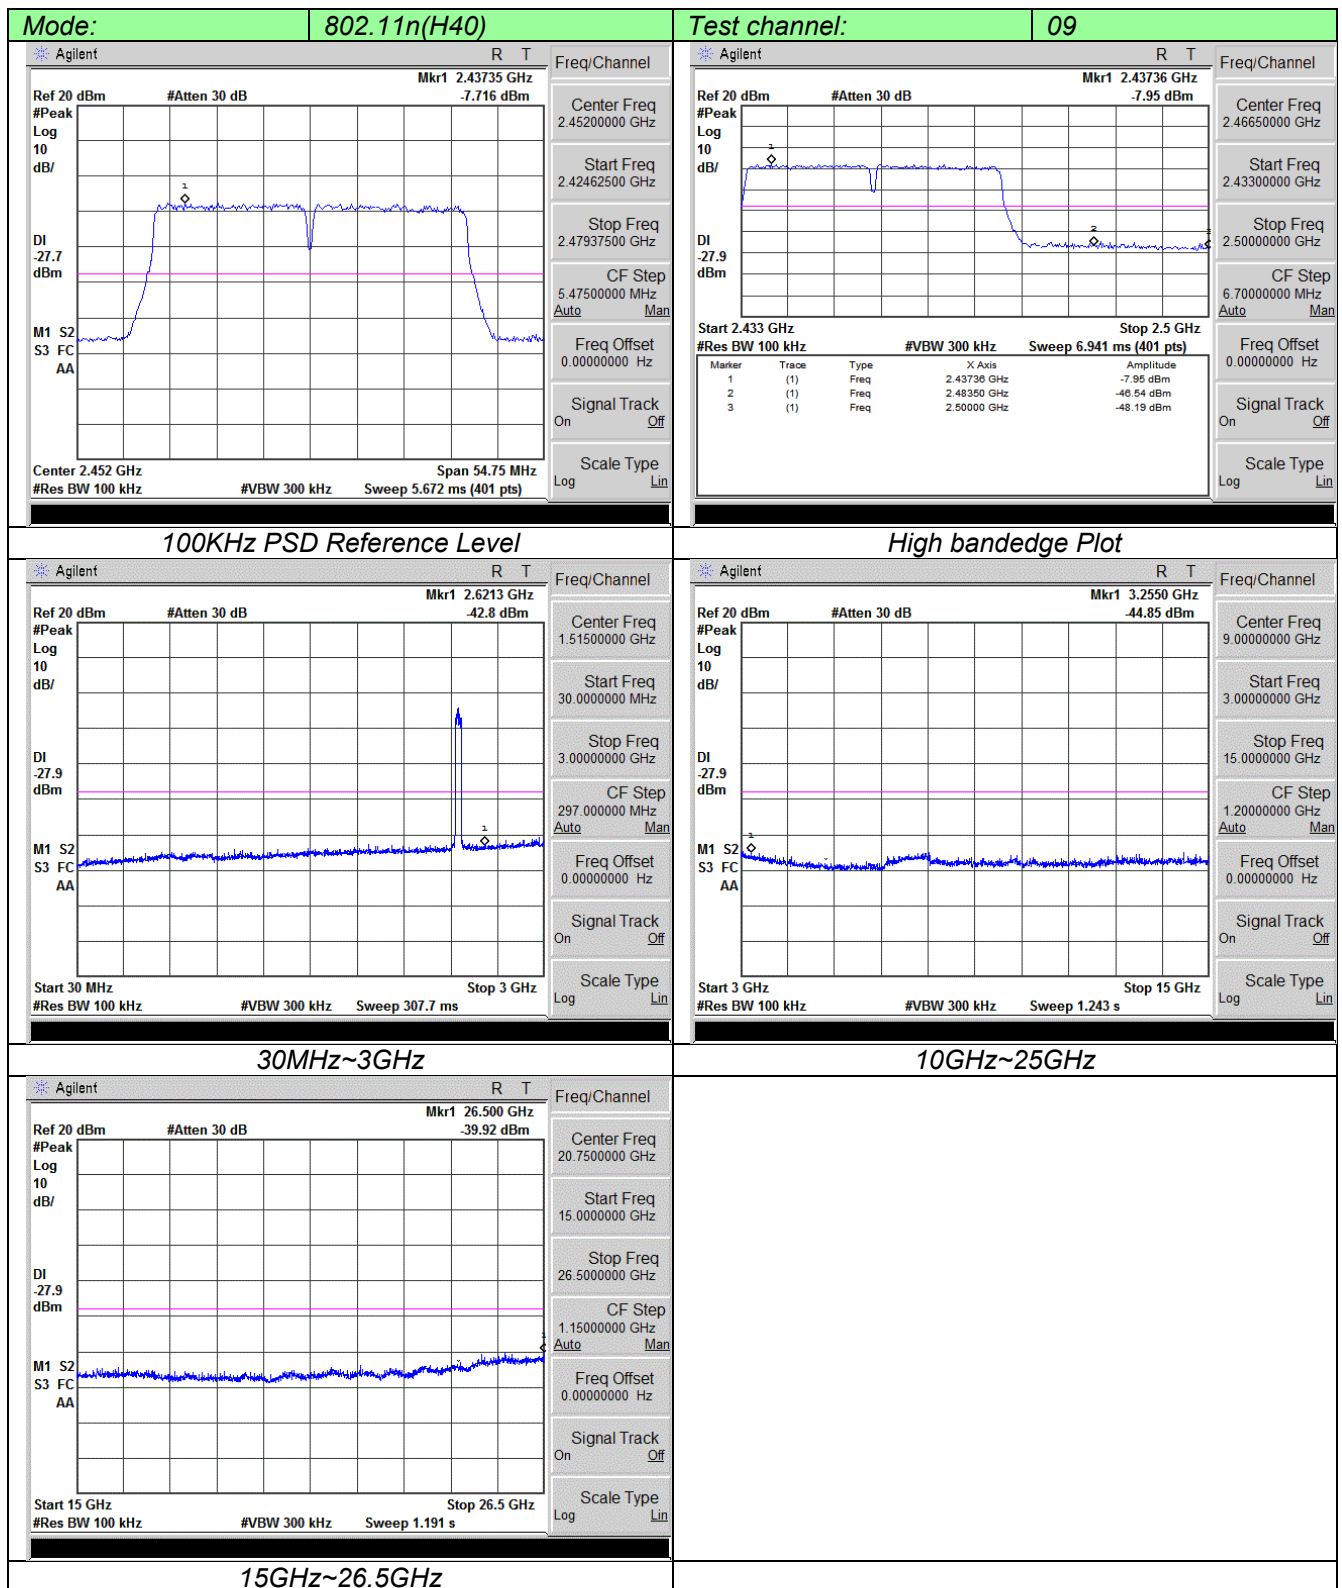 Mode: 802.11n(H40) Test channel: 09
Agilent R T
Mkr1 2.43735 GHz
Ref 20 dBm #Atten 30 dB -7.716 dBm
#Peak
Log
10
dB/
1
DI
-27.7
dBm
M1 S2
S3 FC
AA
Center 2.452 GHz Span 54.75 MHz
#Res BW 100 kHz #VBW 300 kHz Sweep 5.672 ms (401 pts)
Freq/Channel
Center Freq
2.45200000 GHz
Start Freq
2.42462500 GHz
Stop Freq
2.47937500 GHz
CF Step
5.47500000 MHz
Auto Man
Freq Offset
0.00000000 Hz
Signal Track
On Off
Scale Type
Log Lin
Agilent R T
Mkr1 2.43736 GHz
Ref 20 dBm #Atten 30 dB -7.95 dBm
#Peak
Log
10
dB/
1
2
DI
-27.9
dBm
Start 2.433 GHz Stop 2.5 GHz
#Res BW 100 kHz #VBW 300 kHz Sweep 6.941 ms (401 pts)
Marker Trace Type X Axis Amplitude
1 (1) Freq 2.43736 GHz -7.95 dBm
2 (1) Freq 2.48350 GHz -46.54 dBm
3 (1) Freq 2.50000 GHz -48.19 dBm
Freq/Channel
Center Freq
2.46650000 GHz
Start Freq
2.43300000 GHz
Stop Freq
2.50000000 GHz
CF Step
6.70000000 MHz
Auto Man
Freq Offset
0.00000000 Hz
Signal Track
On Off
Scale Type
Log Lin
100KHz PSD Reference Level High bandedge Plot
Agilent R T
Mkr1 2.6213 GHz
Ref 20 dBm #Atten 30 dB -42.8 dBm
#Peak
Log
10
dB/
DI
-27.9
dBm
1
M1 S2
S3 FC
AA
Start 30 MHz Stop 3 GHz
#Res BW 100 kHz #VBW 300 kHz Sweep 307.7 ms
Freq/Channel
Center Freq
1.51500000 GHz
Start Freq
30.0000000 MHz
Stop Freq
3.00000000 GHz
CF Step
297.000000 MHz
Auto Man
Freq Offset
0.00000000 Hz
Signal Track
On Off
Scale Type
Log Lin
Agilent R T
Mkr1 3.2550 GHz
Ref 20 dBm #Atten 30 dB -44.85 dBm
#Peak
Log
10
dB/
DI
-27.9
dBm
1
M1 S2
S3 FC
AA
Start 3 GHz Stop 15 GHz
#Res BW 100 kHz #VBW 300 kHz Sweep 1.243 s
Freq/Channel
Center Freq
9.00000000 GHz
Start Freq
3.00000000 GHz
Stop Freq
15.0000000 GHz
CF Step
1.20000000 GHz
Auto Man
Freq Offset
0.00000000 Hz
Signal Track
On Off
Scale Type
Log Lin
30MHz~3GHz 10GHz~25GHz
Agilent R T
Mkr1 26.500 GHz
Ref 20 dBm #Atten 30 dB -39.92 dBm
#Peak
Log
10
dB/
DI
-27.9
dBm
M1 S2
S3 FC
AA
Start 15 GHz Stop 26.5 GHz
#Res BW 100 kHz #VBW 300 kHz Sweep 1.191 s
Freq/Channel
Center Freq
20.7500000 GHz
Start Freq
15.0000000 GHz
Stop Freq
26.5000000 GHz
CF Step
1.15000000 GHz
Auto Man
Freq Offset
0.00000000 Hz
Signal Track
On Off
Scale Type
Log Lin
15GHz~26.5GHz